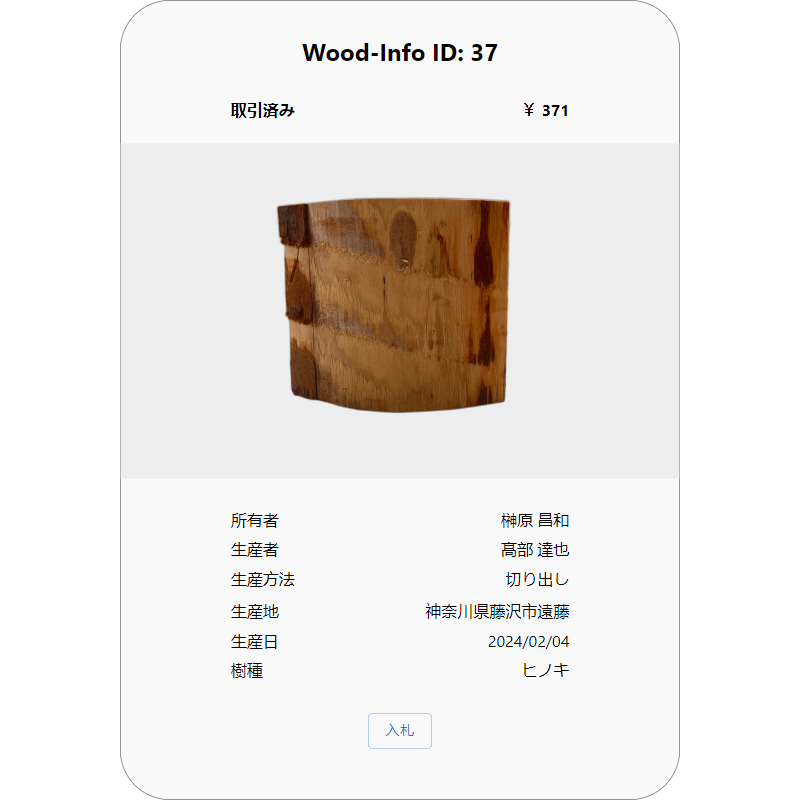 Wood-Info ID: 37
取引済み ￥ 371
所有者 榊原 昌和
生産者 髙部 達也
生産方法 切り出し
生産地 神奈川県藤沢市遠藤
生産日 2024/02/04
樹種 ヒノキ
入札